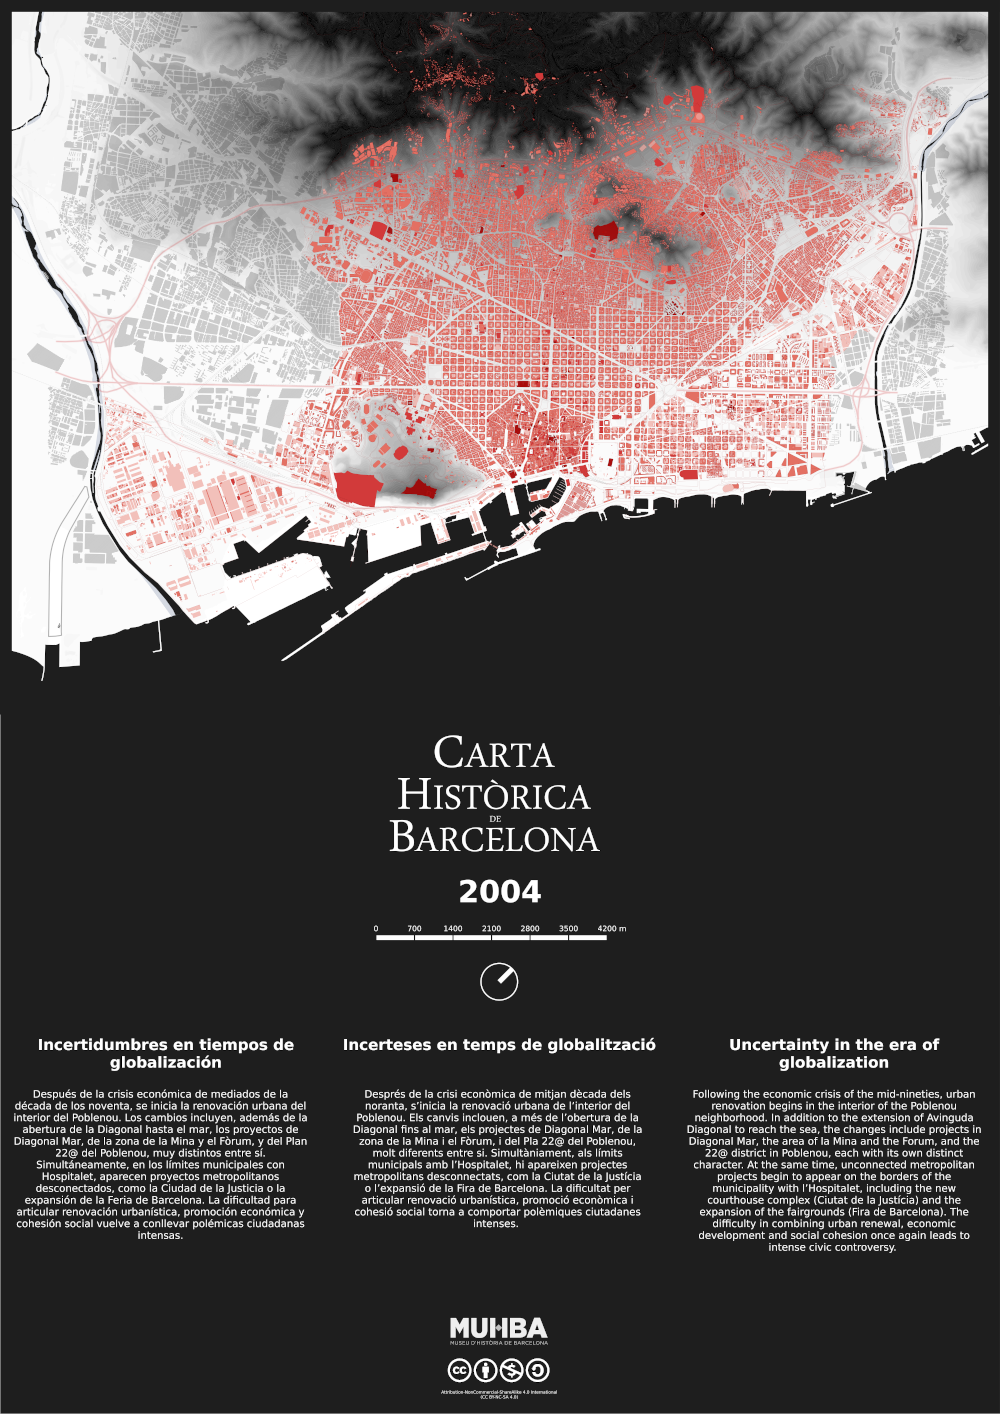 CARTA
HISTÒRICA
DE
BARCELONA
2004
0 700 1400 2100 2800 3500 4200 m
Incertidumbres en tiempos de
globalización
Después de la crisis económica de mediados de la
década de los noventa, se inicia la renovación urbana del
interior del Poblenou. Los cambios incluyen, además de la
abertura de la Diagonal hasta el mar, los proyectos de
Diagonal Mar, de la zona de la Mina y el Fòrum, y del Plan
22@ del Poblenou, muy distintos entre sí.
Simultáneamente, en los límites municipales con
Hospitalet, aparecen proyectos metropolitanos
desconectados, como la Ciudad de la Justicia o la
expansión de la Feria de Barcelona. La dificultad para
articular renovación urbanística, promoción económica y
cohesión social vuelve a conllevar polémicas ciudadanas
intensas.
Incerteses en temps de globalització
Després de la crisi econòmica de mitjan dècada dels
noranta, s'inicia la renovació urbana de l'interior del
Poblenou. Els canvis inclouen, a més de l'obertura de la
Diagonal fins al mar, els projectes de Diagonal Mar, de la
zona de la Mina i el Fòrum, i del Pla 22@ del Poblenou,
molt diferents entre si. Simultàniament, als límits
municipals amb l'Hospitalet, hi apareixen projectes
metropolitans desconnectats, com la Ciutat de la Justícia
o l'expansió de la Fira de Barcelona. La dificultat per
articular renovació urbanística, promoció econòmica i
cohesió social torna a comportar polèmiques ciutadanes
intenses.
Uncertainty in the era of
globalization
Following the economic crisis of the mid-nineties, urban
renovation begins in the interior of the Poblenou
neighborhood. In addition to the extension of Avinguda
Diagonal to reach the sea, the changes include projects in
Diagonal Mar, the area of la Mina and the Forum, and the
22@ district in Poblenou, each with its own distinct
character. At the same time, unconnected metropolitan
projects begin to appear on the borders of the
municipality with l'Hospitalet, including the new
courthouse complex (Ciutat de la Justícia) and the
expansion of the fairgrounds (Fira de Barcelona). The
difficulty in combining urban renewal, economic
development and social cohesion once again leads to
intense civic controversy.
MUHBA
MUSEU D'HISTÒRIA DE BARCELONA
cc
Attribution-NonCommercial-ShareAlike 4.0 International
(CC BY-NC-SA 4.0)